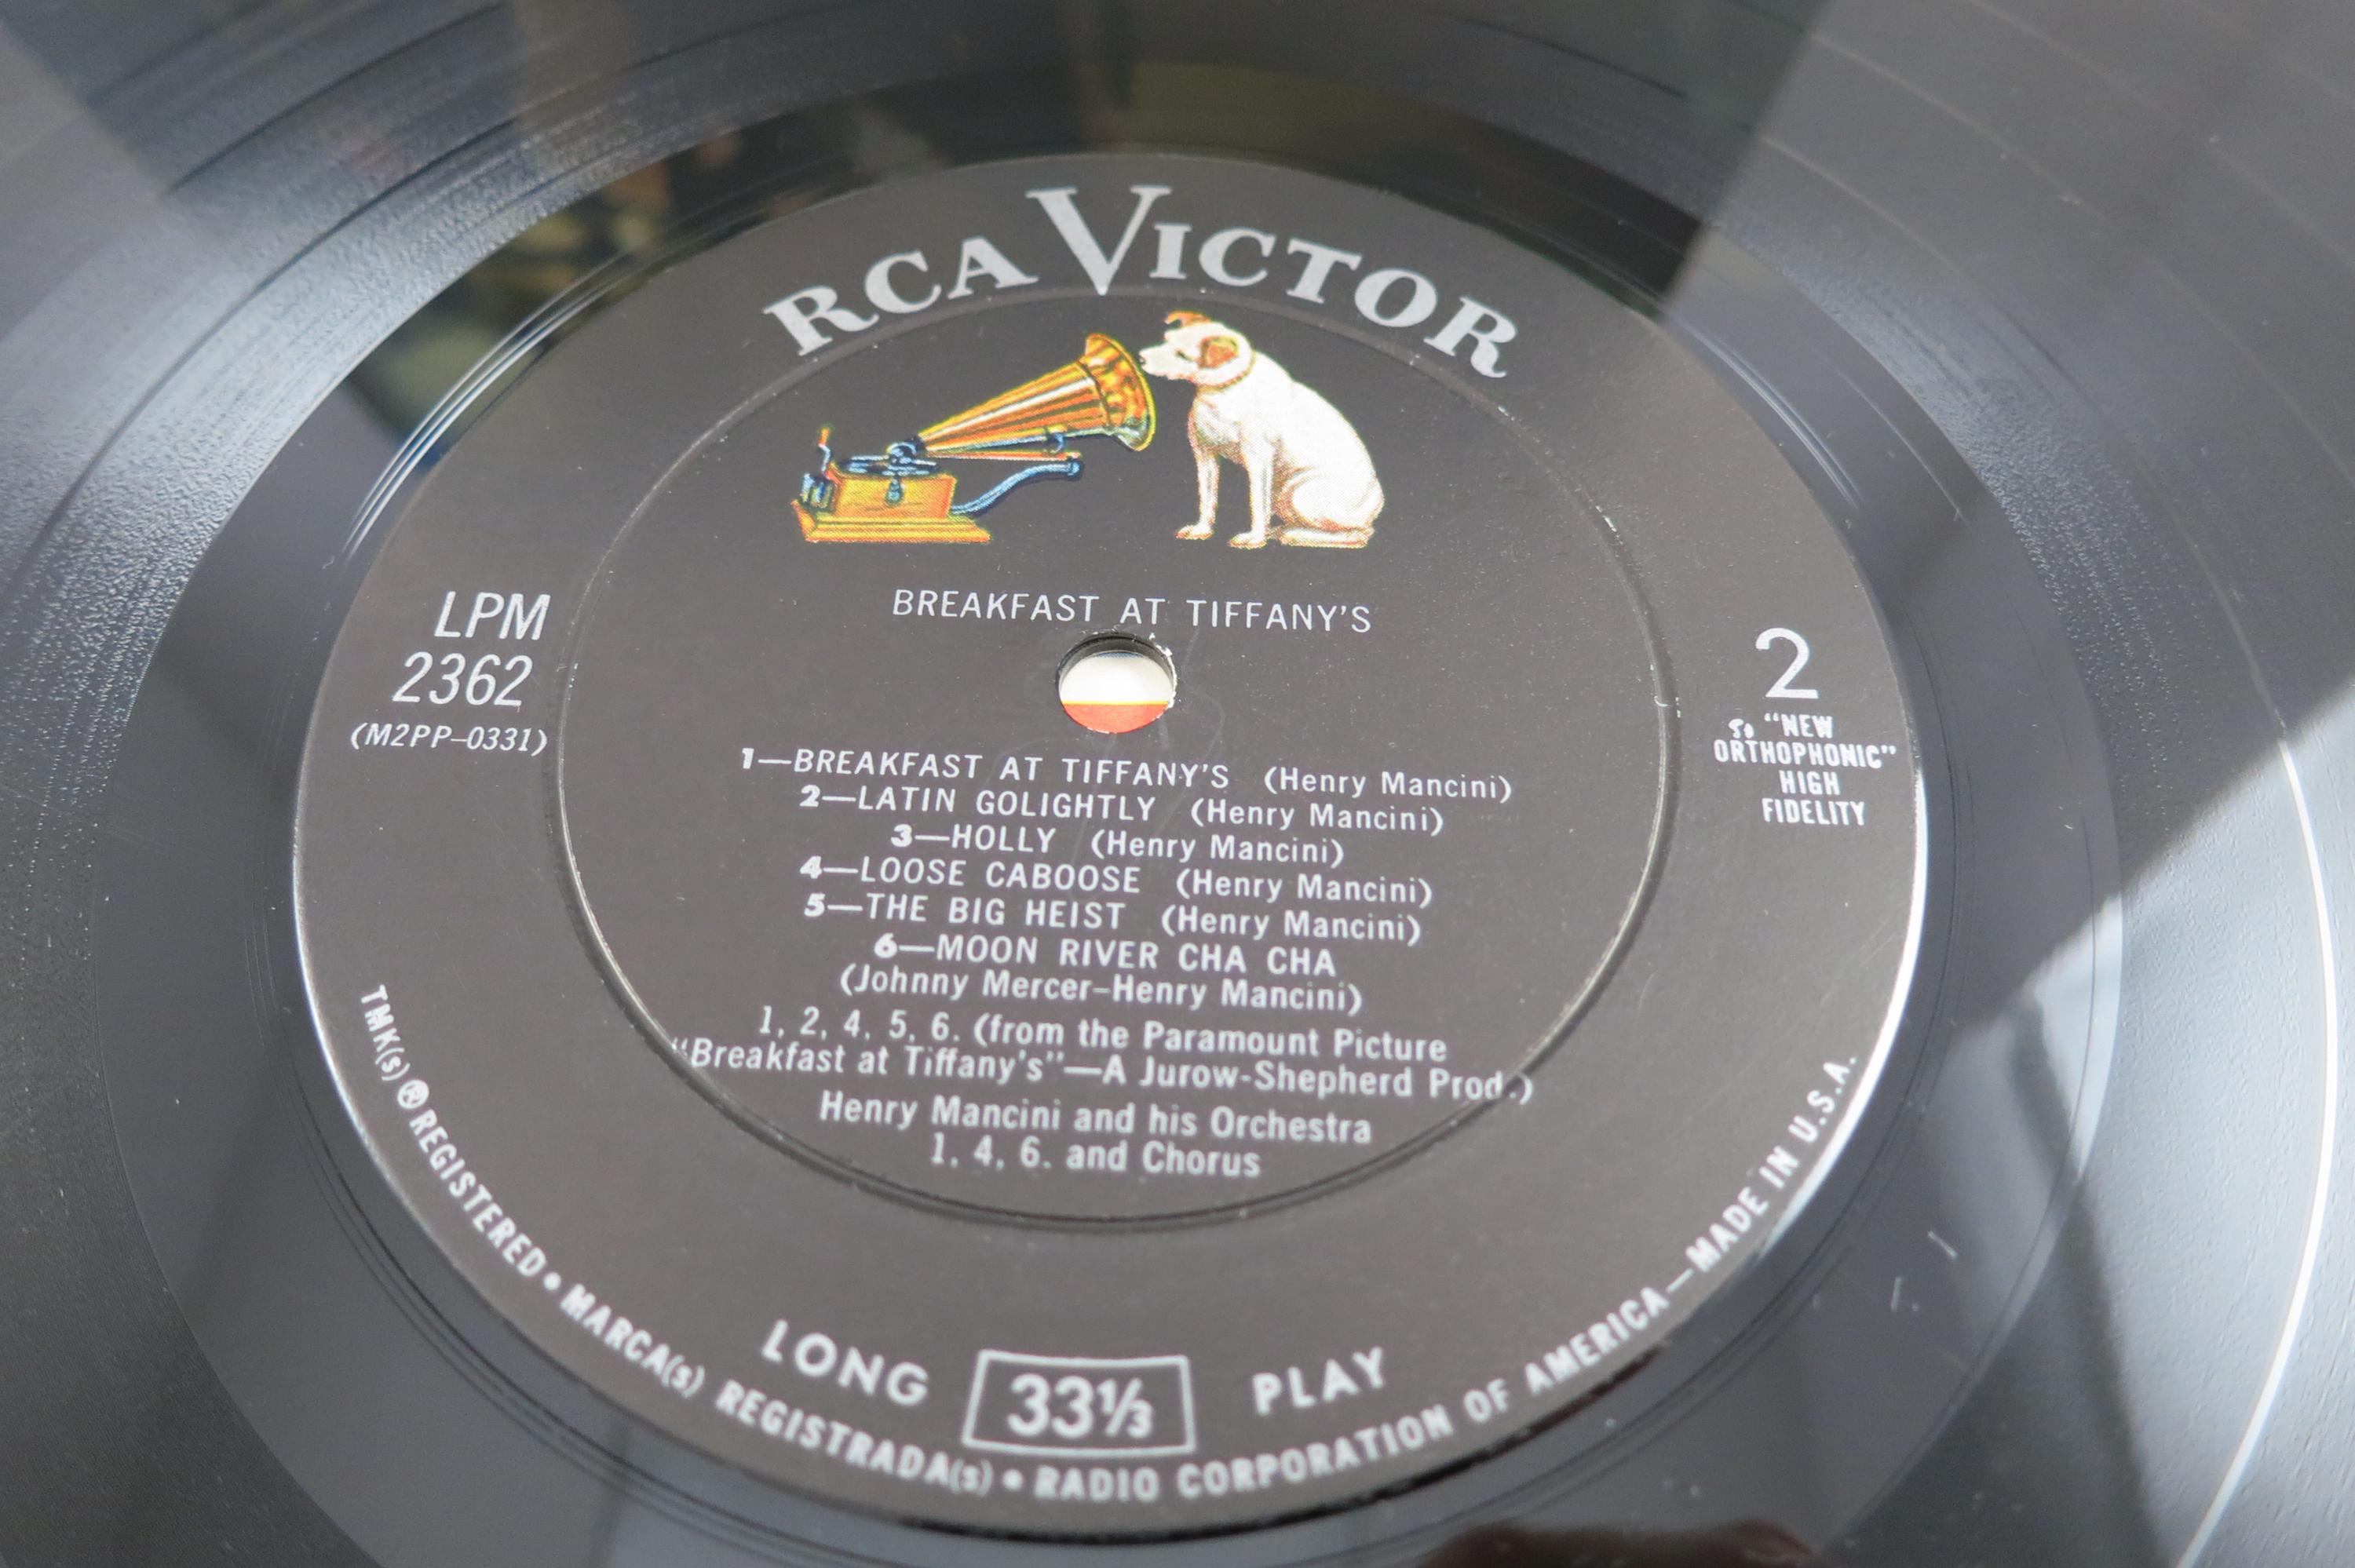 RCA VICTOR
BREAKFAST AT TIFFANY'S
LPM
2362
(M2PP–0331)
2
"NEW
ORTHOPHONIC"
HIGH
FIDELITY
1—BREAKFAST AT TIFFANY'S (Henry Mancini)
2—LATIN GOLIGHTLY (Henry Mancini)
3—HOLLY (Henry Mancini)
4—LOOSE CABOOSE (Henry Mancini)
5—THE BIG HEIST (Henry Mancini)
6—MOON RIVER CHA CHA
(Johnny Mercer–Henry Mancini)
1, 2, 4, 5, 6. (from the Paramount Picture
"Breakfast at Tiffany's"—A Jurow-Shepherd Prod.)
Henry Mancini and his Orchestra
1, 4, 6. and Chorus
LONG 33⅓ PLAY
TMK(s) ® REGISTERED • MARCA(s) REGISTRADA(s) • RADIO CORPORATION OF AMERICA—MADE IN U.S.A.